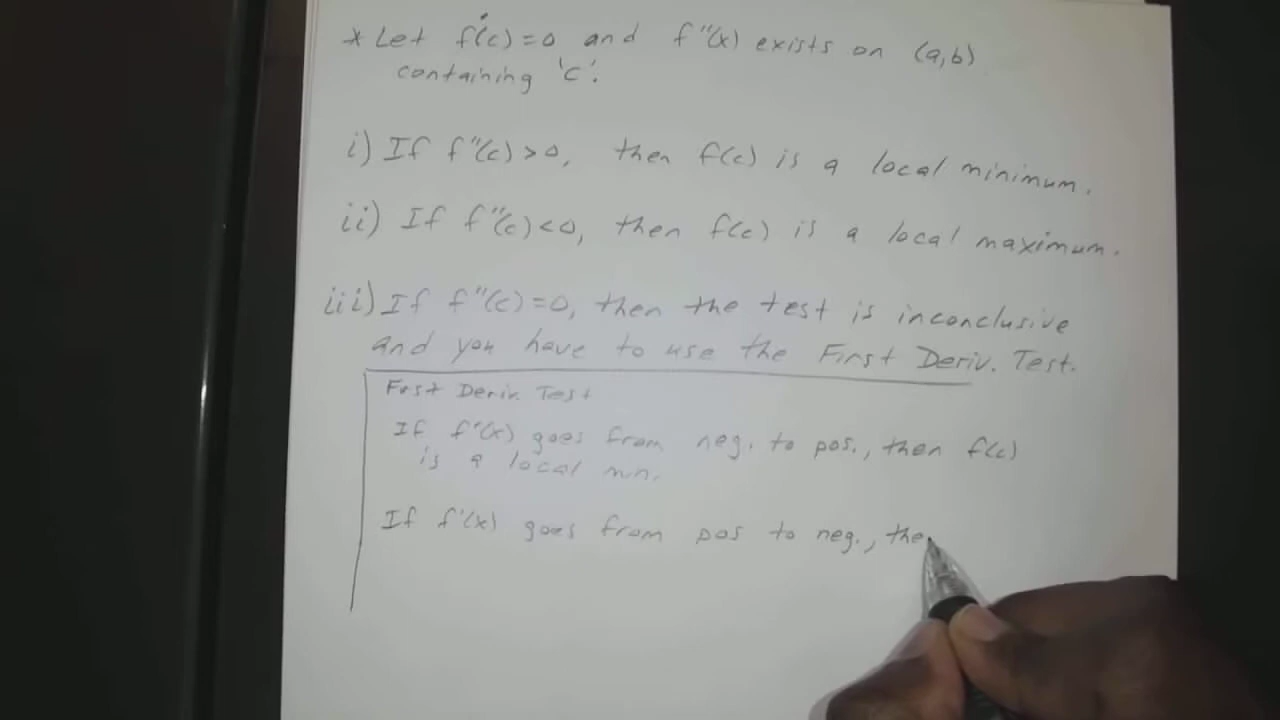 * Let f'(c)=0 and f"(x) exists on (a,b)
containing 'c'.
i) If f"(c)>0, then f(c) is a local minimum.
ii) If f"(c)<0, then f(c) is a local maximum.
iii) If f"(c)=0, then the test is inconclusive
and you have to use the First Deriv. Test.
First Deriv. Test
If f'(x) goes from neg. to pos., then f(c)
is a local min.
If f'(x) goes from pos to neg., the